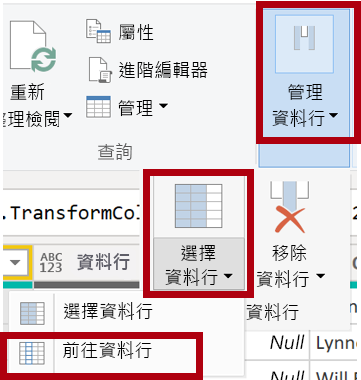 屬性
進階編輯器
管理
重新
整理檢閱
查詢
管理
資料行
.TransformCol
2
ABC
123
資料行
選擇
資料行
移除
資料行
選擇資料行
前往資料行
資料行
Null
Lynn
Null
Will